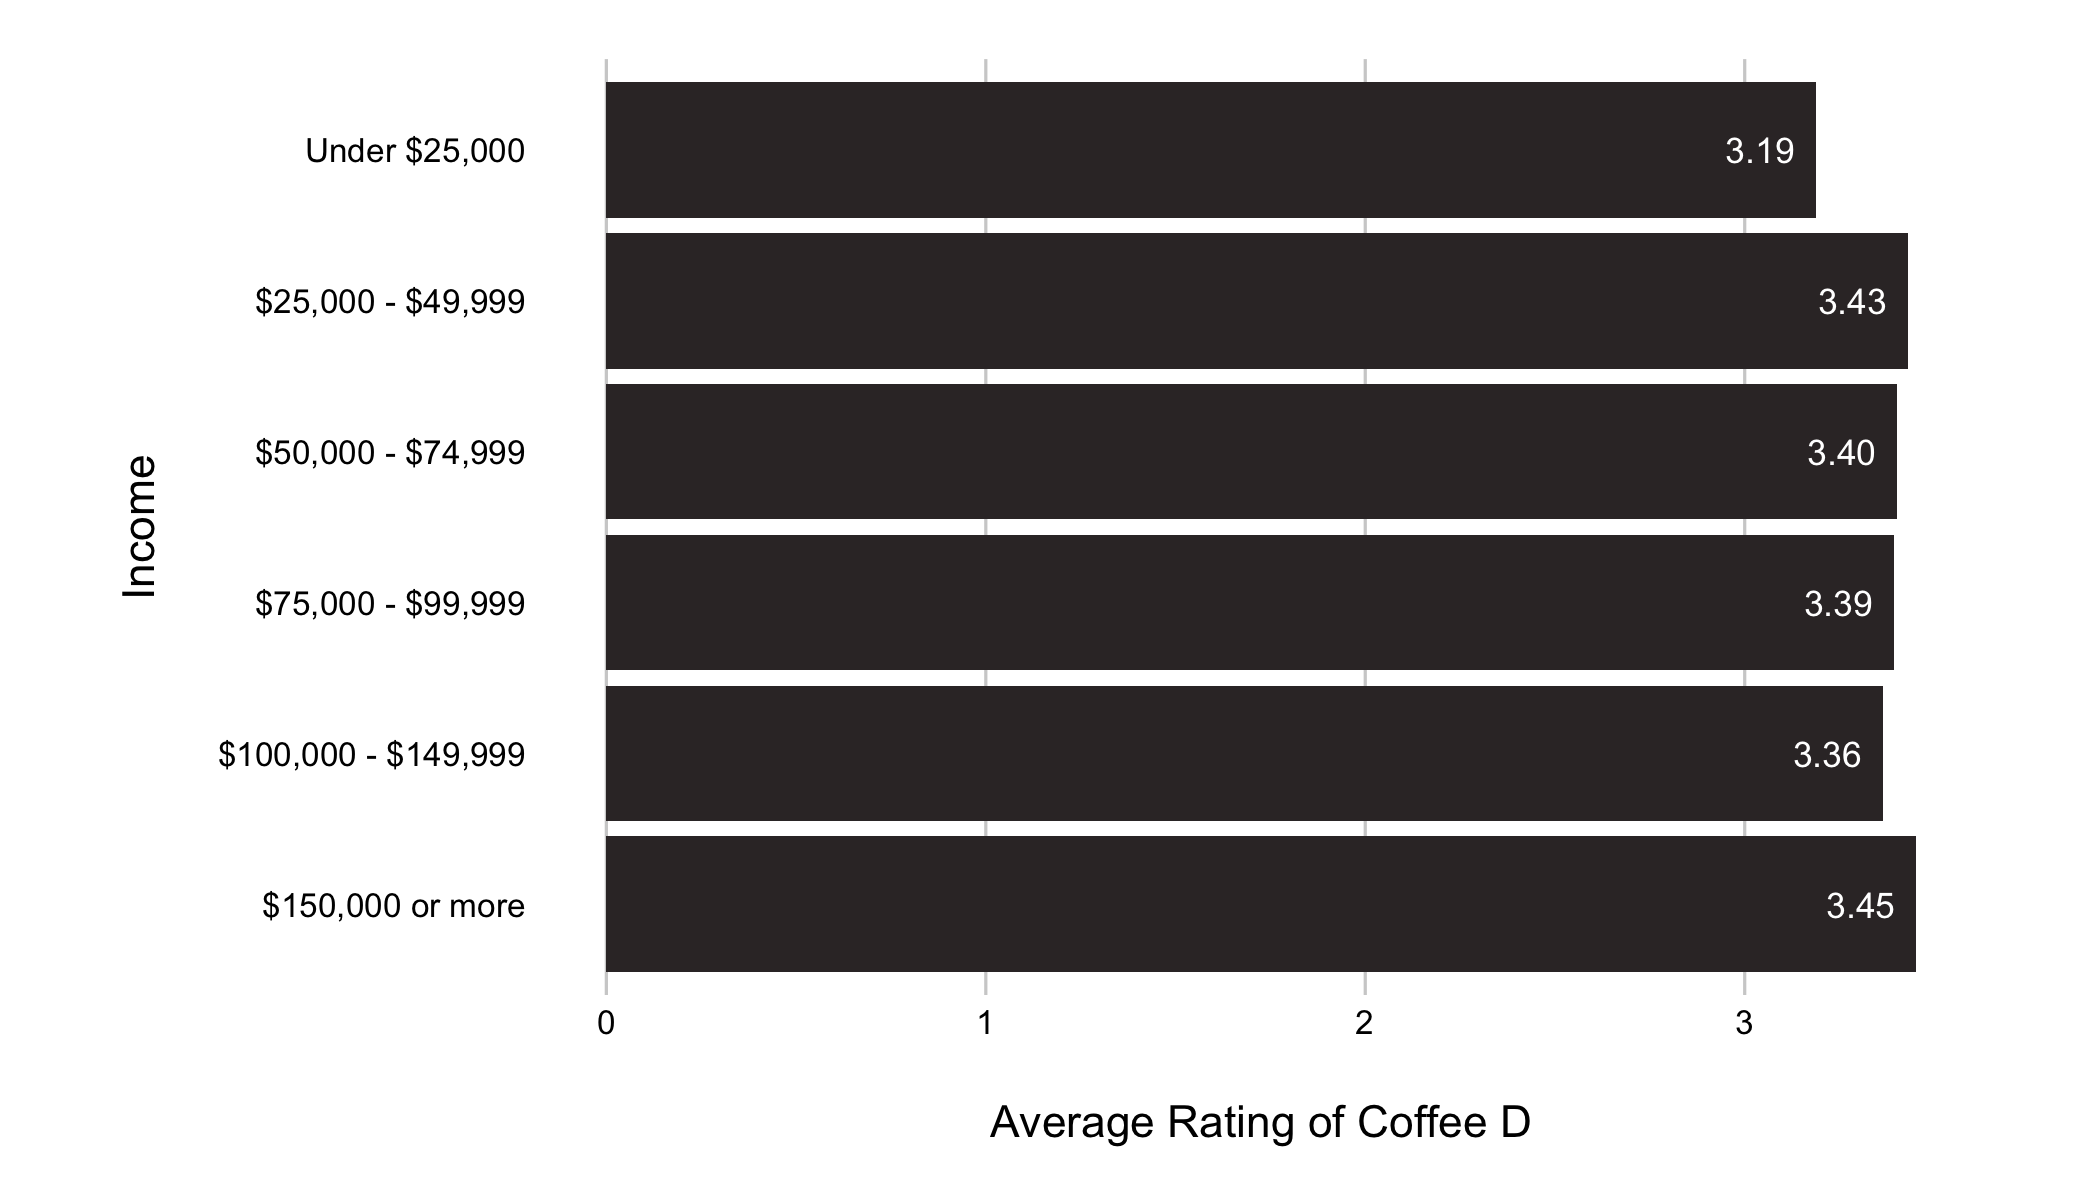 Under $25,000
3.19
$25,000 - $49,999
3.43
$50,000 - $74,999
3.40
Income
$75,000 - $99,999
3.39
$100,000 - $149,999
3.36
$150,000 or more
3.45
0 1 2 3
Average Rating of Coffee D